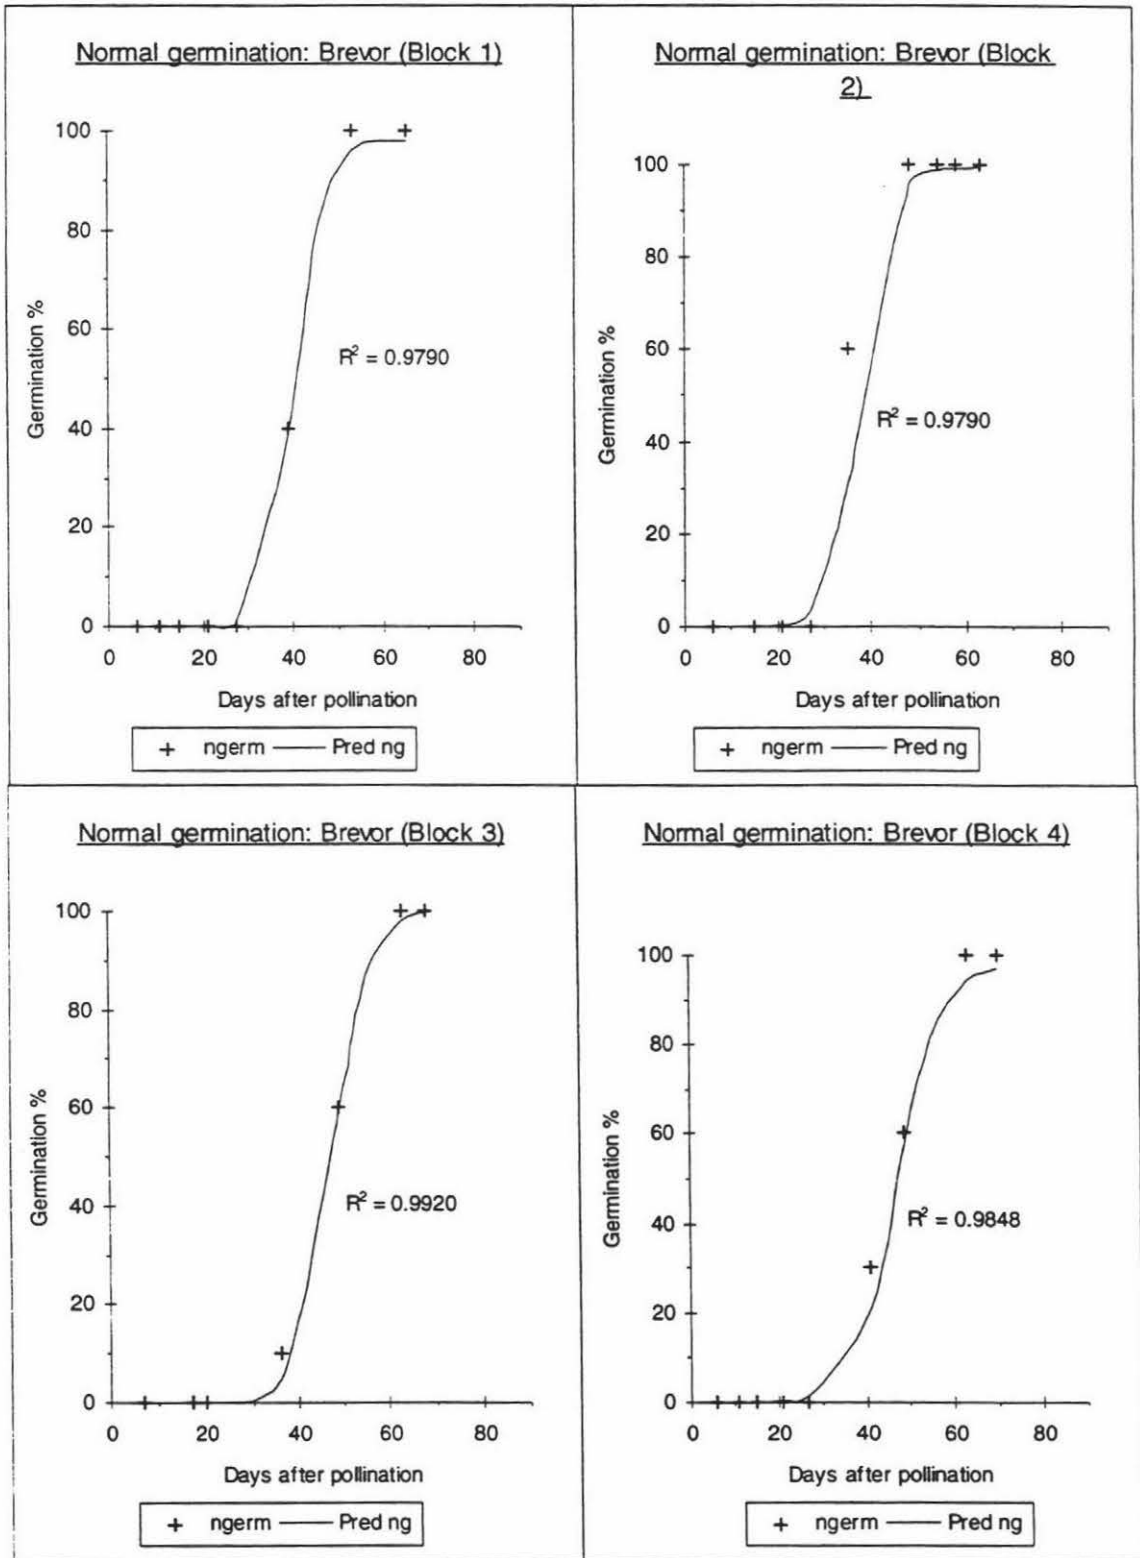 Normal germination: Brevor (Block 1)
100
80
60
40
20
0
Germination %
R² = 0.9790
0 20 40 60 80
Days after pollination
+ ngerm —— Pred ng
Normal germination: Brevor (Block
2)
100
80
60
40
20
0
Germination %
R² = 0.9790
0 20 40 60 80
Days after pollination
+ ngerm —— Pred ng
Normal germination: Brevor (Block 3)
100
80
60
40
20
0
Germination %
R² = 0.9920
0 20 40 60 80
Days after pollination
+ ngerm —— Pred ng
Normal germination: Brevor (Block 4)
100
80
60
40
20
0
Germination %
R² = 0.9848
0 20 40 60 80
Days after pollination
+ ngerm —— Pred ng